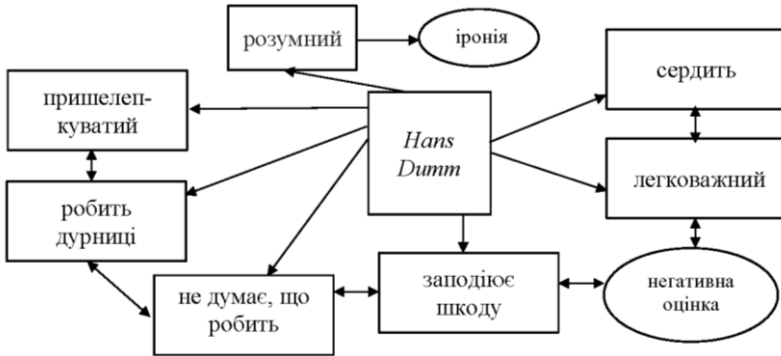 розумний
іронія
сердить
пришелеп-
куватий
Hans
Dumm
легковажний
робить
дурниці
не думає, що
робить
заподіює
шкоду
негативна
оцінка